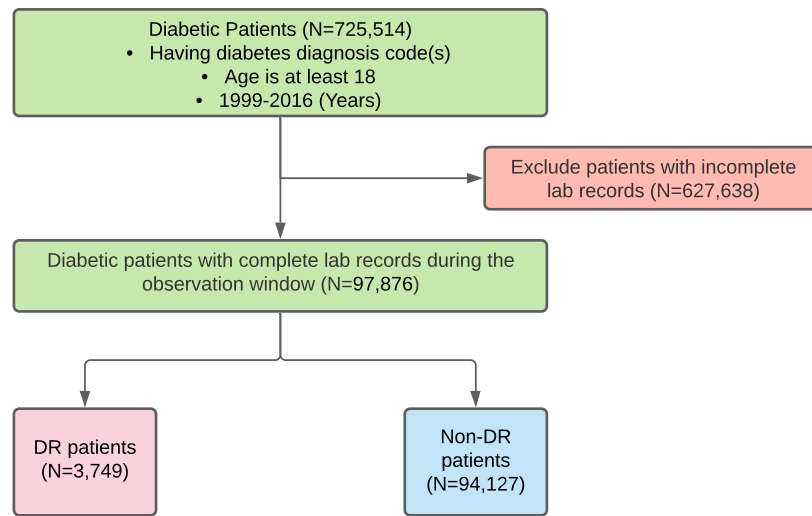 Diabetic Patients (N=725,514)
• Having diabetes diagnosis code(s)
• Age is at least 18
• 1999-2016 (Years)
Exclude patients with incomplete
lab records (N=627,638)
Diabetic patients with complete lab records during the
observation window (N=97,876)
DR patients
(N=3,749)
Non-DR
patients
(N=94,127)